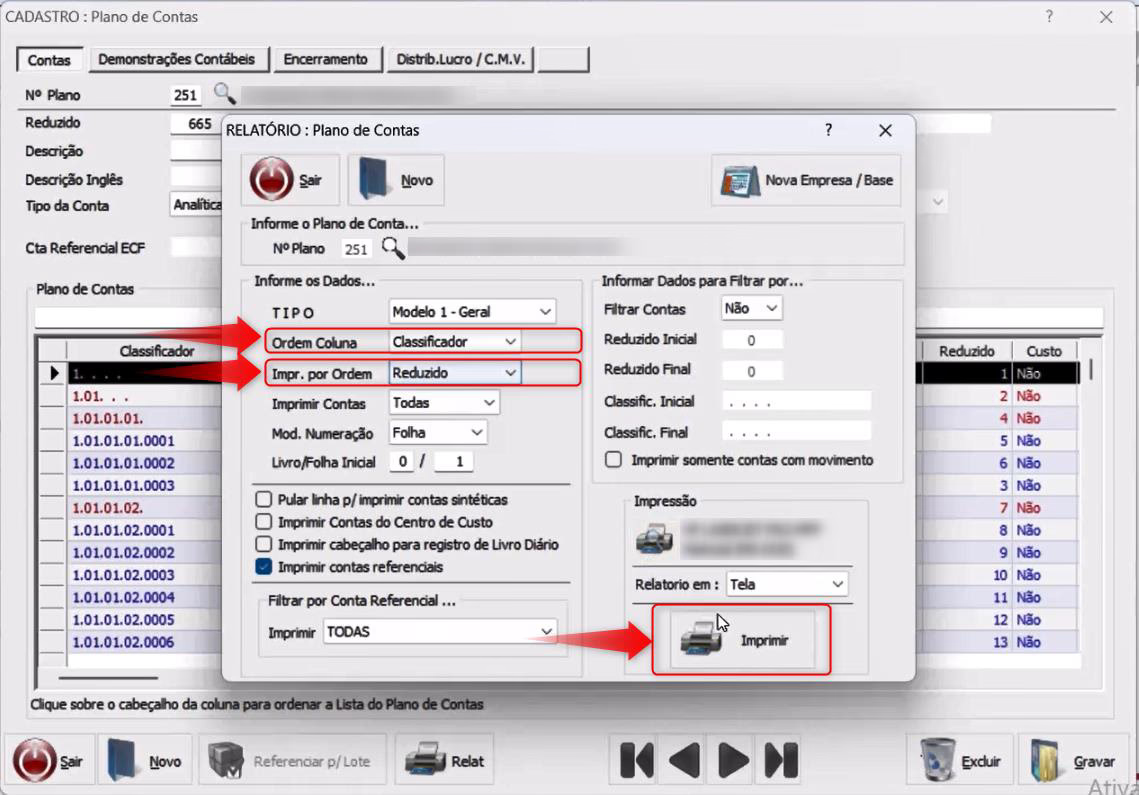 CADASTRO : Plano de Contas ?
Contas Demonstrações Contábeis Encerramento Distrib.Lucro / C.M.V.
Nº Plano 251
Reduzido 665
Descrição
Descrição Inglês
Tipo da Conta Analítica
Cta Referencial ECF
Plano de Contas
Classificador Reduzido Custo
1. . . . 1 Não
1.01. . . 2 Não
1.01.01.01. 4 Não
1.01.01.01.0001 5 Não
1.01.01.01.0002 6 Não
1.01.01.01.0003 3 Não
1.01.01.02. 7 Não
1.01.01.02.0001 8 Não
1.01.01.02.0002 9 Não
1.01.01.02.0003 10 Não
1.01.01.02.0004 11 Não
1.01.01.02.0005 12 Não
1.01.01.02.0006 13 Não
RELATÓRIO : Plano de Contas ?
Sair Novo Nova Empresa / Base
Informe o Plano de Conta...
Nº Plano 251
Informe os Dados...
T I P O Modelo 1 - Geral
Ordem Coluna Classificador
Impr. por Ordem Reduzido
Imprimir Contas Todas
Mod. Numeração Folha
Livro/Folha Inicial 0 / 1
Pular linha p/ imprimir contas sintéticas
Imprimir Contas do Centro de Custo
Imprimir cabeçalho para registro de Livro Diário
Imprimir contas referenciais
Filtrar por Conta Referencial ...
Imprimir TODAS
Informar Dados para Filtrar por...
Filtrar Contas Não
Reduzido Inicial 0
Reduzido Final 0
Classific. Inicial . . . .
Classific. Final . . . .
Imprimir somente contas com movimento
Impressão
Relatorio em : Tela
Imprimir
Clique sobre o cabeçalho da coluna para ordenar a Lista do Plano de Contas
Sair Novo Referenciar p/ Lote Relat Excluir Gravar
Ativa